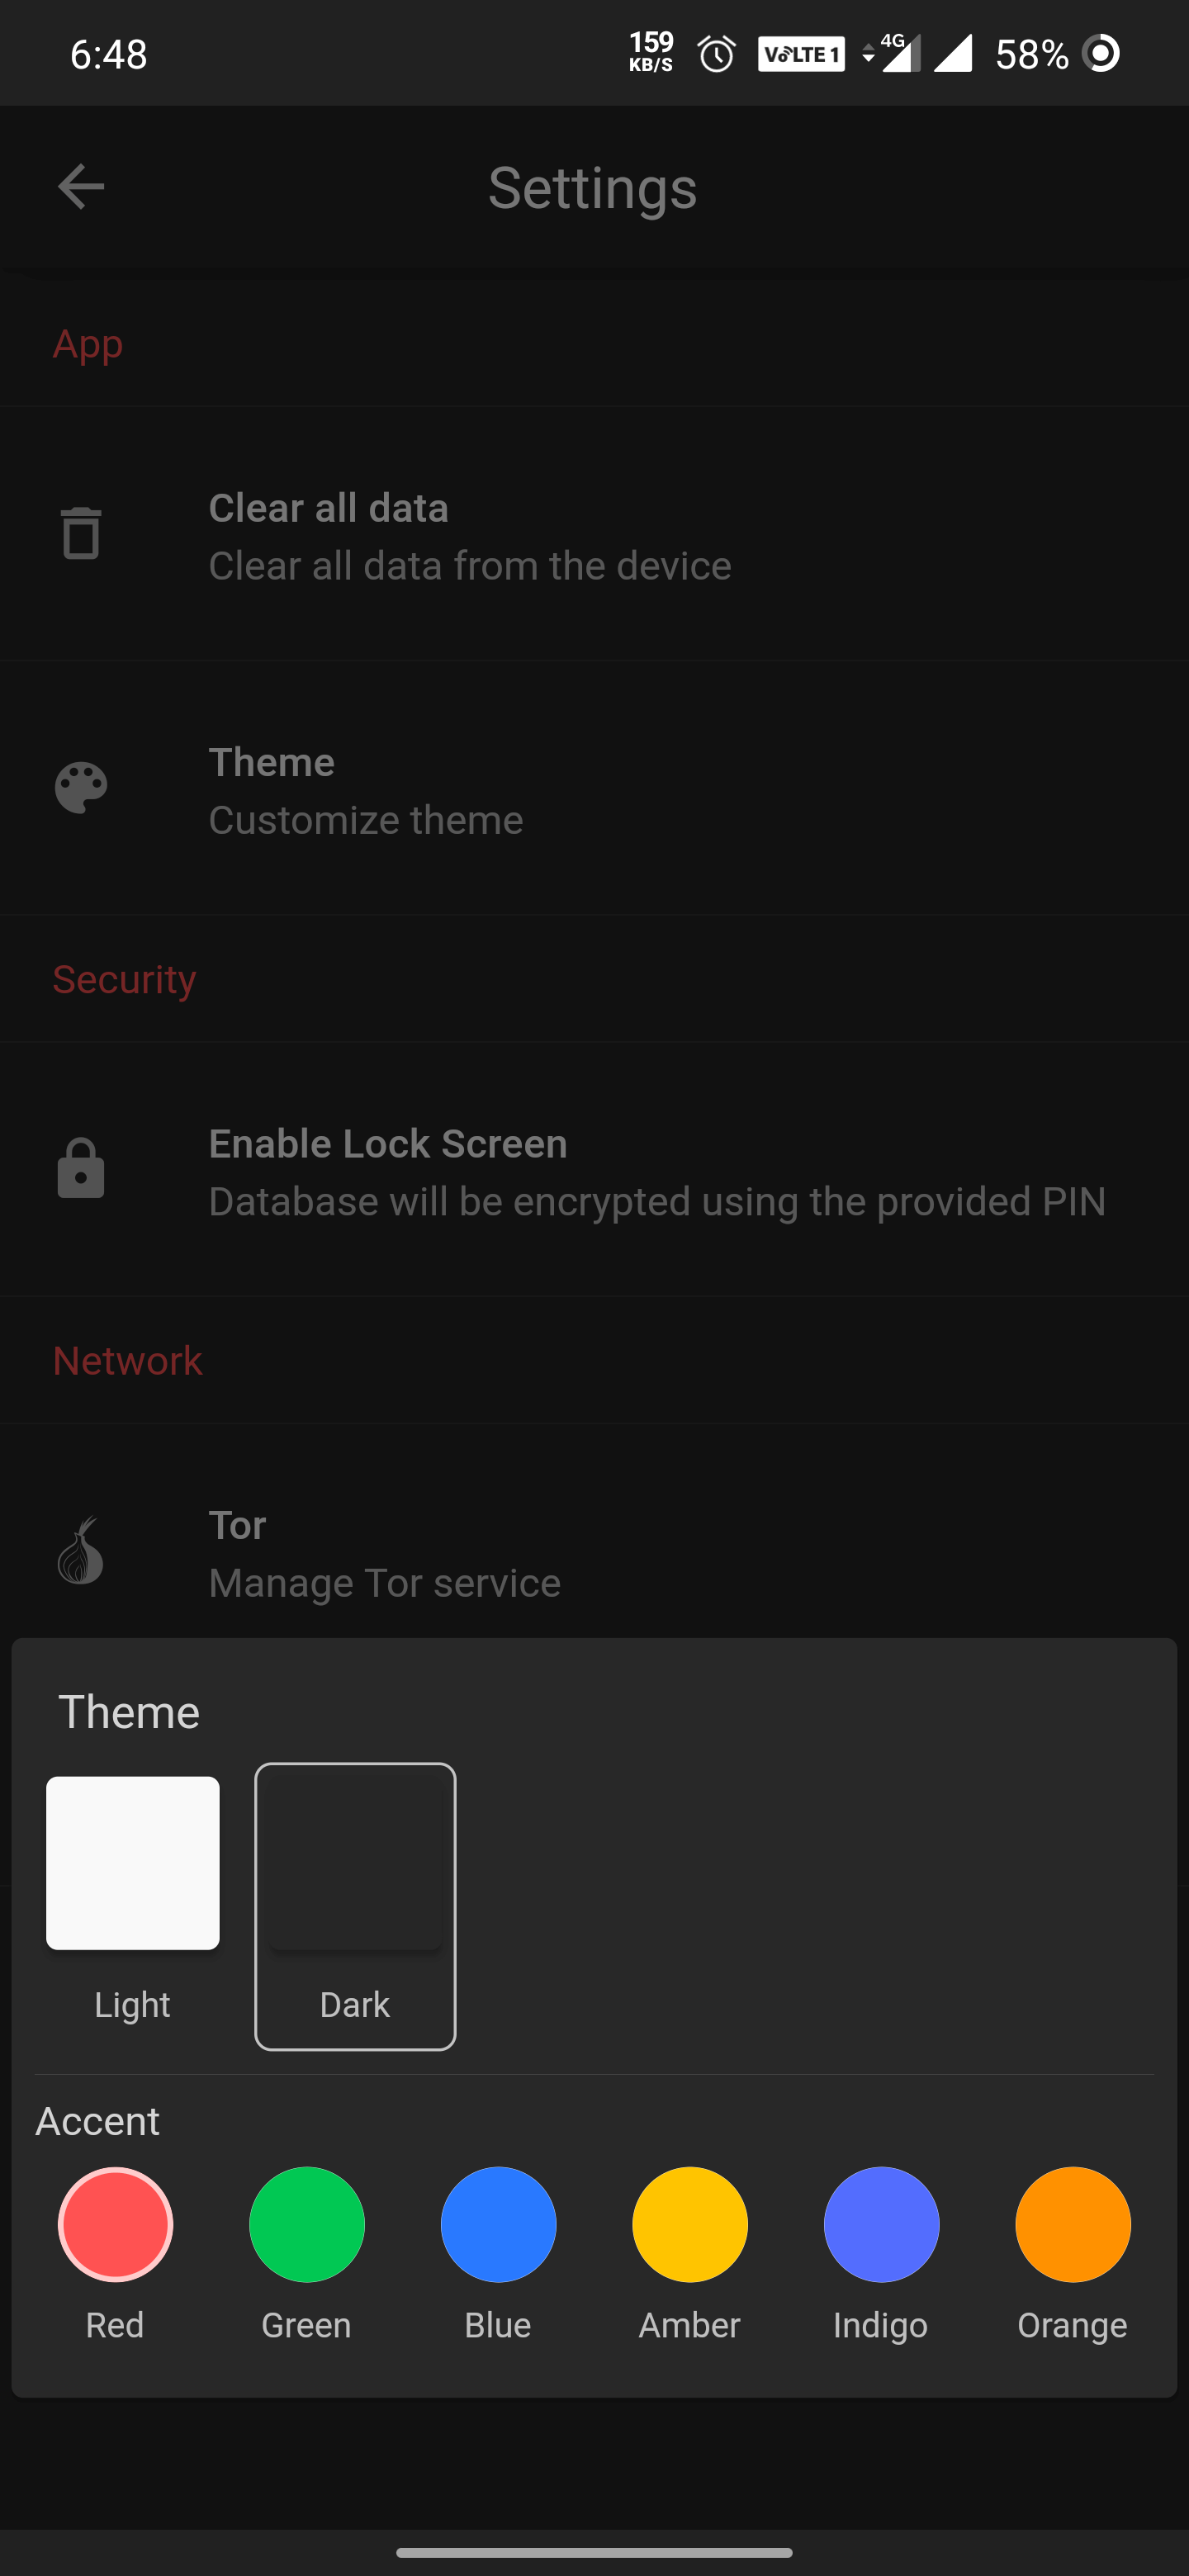 6:48
159
KB/S
VoLTE 1
4G
58%
Settings
App
Clear all data
Clear all data from the device
Theme
Customize theme
Security
Enable Lock Screen
Database will be encrypted using the provided PIN
Network
Tor
Manage Tor service
Theme
Light
Dark
Accent
Red
Green
Blue
Amber
Indigo
Orange